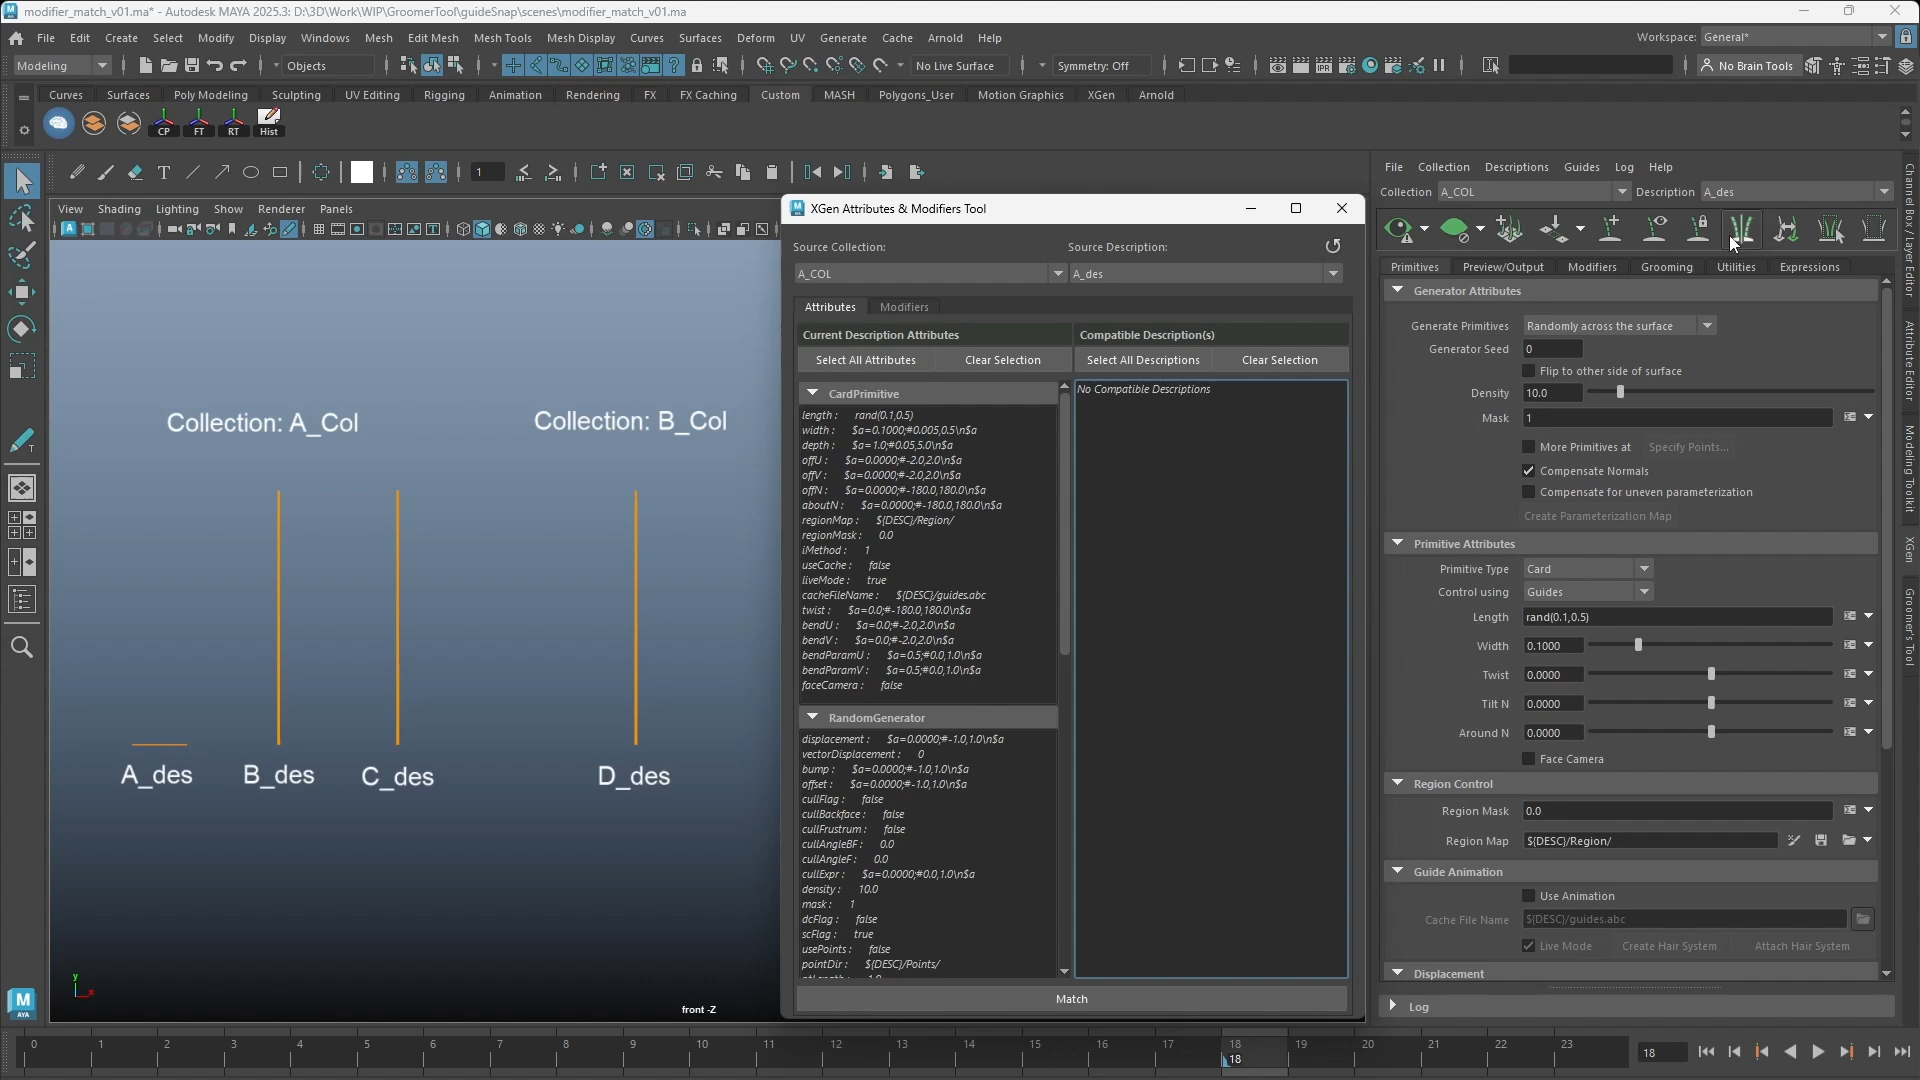 modifier_match_v01.ma* - Autodesk MAYA 2025.3: D:\3D\Work\WIP\GroomerTool\guideSnap\scenes\modifier_match_v01.ma
File Edit Create Select Modify Display Windows Mesh Edit Mesh Mesh Tools Mesh Display Curves Surfaces Deform UV Generate Cache Arnold Help
Workspace: General*
Modeling Objects No Live Surface Symmetry: Off No Brain Tools
Curves Surfaces Poly Modeling Sculpting UV Editing Rigging Animation Rendering FX FX Caching Custom MASH Polygons_User Motion Graphics XGen Arnold
CP FT RT Hist
1
View Shading Lighting Show Renderer Panels
Collection: A_Col
Collection: B_Col
A_des
B_des
C_des
D_des
y
x
front -Z
XGen Attributes & Modifiers Tool
Source Collection:
Source Description:
A_COL
A_des
Attributes Modifiers
Current Description Attributes
Compatible Description(s)
Select All Attributes Clear Selection
Select All Descriptions Clear Selection
No Compatible Descriptions
CardPrimitive
length : rand(0.1,0.5)
width : $a=0.1000;#0.005,0.5\n$a
depth : $a=1.0;#0.05,5.0\n$a
offU : $a=0.0000;#-2.0,2.0\n$a
offV : $a=0.0000;#-2.0,2.0\n$a
offN : $a=0.0000;#-180.0,180.0\n$a
aboutN : $a=0.0000;#-180.0,180.0\n$a
regionMap : ${DESC}/Region/
regionMask : 0.0
iMethod : 1
useCache : false
liveMode : true
cacheFileName : ${DESC}/guides.abc
twist : $a=0.0;#-180.0,180.0\n$a
bendU : $a=0.0;#-2.0,2.0\n$a
bendV : $a=0.0;#-2.0,2.0\n$a
bendParamU : $a=0.5;#0.0,1.0\n$a
bendParamV : $a=0.5;#0.0,1.0\n$a
faceCamera : false
RandomGenerator
displacement : $a=0.0000;#-1.0,1.0\n$a
vectorDisplacement : 0
bump : $a=0.0000;#-1.0,1.0\n$a
offset : $a=0.0000;#-1.0,1.0\n$a
cullFlag : false
cullBackface : false
cullFrustrum : false
cullAngleBF : 0.0
cullAngleF : 0.0
cullExpr : $a=0.0000;#0.0,1.0\n$a
density : 10.0
mask : 1
dcFlag : false
scFlag : true
usePoints : false
pointDir : ${DESC}/Points/
Match
File Collection Descriptions Guides Log Help
Collection A_COL Description A_des
Primitives Preview/Output Modifiers Grooming Utilities Expressions
Generator Attributes
Generate Primitives Randomly across the surface
Generator Seed 0
Flip to other side of surface
Density 10.0
Mask 1
More Primitives at Specify Points...
Compensate Normals
Compensate for uneven parameterization
Create Parameterization Map
Primitive Attributes
Primitive Type Card
Control using Guides
Length rand(0.1,0.5)
Width 0.1000
Twist 0.0000
Tilt N 0.0000
Around N 0.0000
Face Camera
Region Control
Region Mask 0.0
Region Map ${DESC}/Region/
Guide Animation
Use Animation
Cache File Name ${DESC}/guides.abc
Live Mode Create Hair System Attach Hair System
Displacement
Log
Channel Box / Layer Editor
Attribute Editor
Modeling Toolkit
XGen
Groomer's Tool
M
AYA
0 1 2 3 4 5 6 7 8 9 10 11 12 13 14 15 16 17 18 19 20 21 22 23
18
18